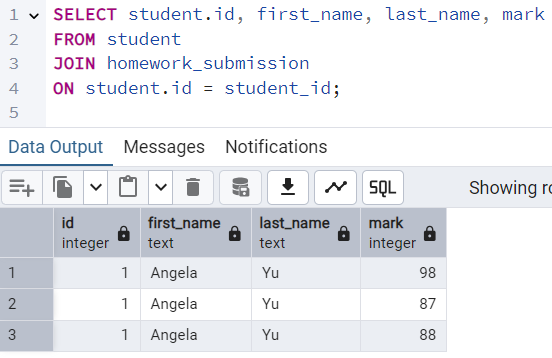 1 SELECT student.id, first_name, last_name, mark
2 FROM student
3 JOIN homework_submission
4 ON student.id = student_id;
5
Data Output Messages Notifications
SQL Showing
id first_name last_name mark
integer text text integer
1 1 Angela Yu 98
2 1 Angela Yu 87
3 1 Angela Yu 88